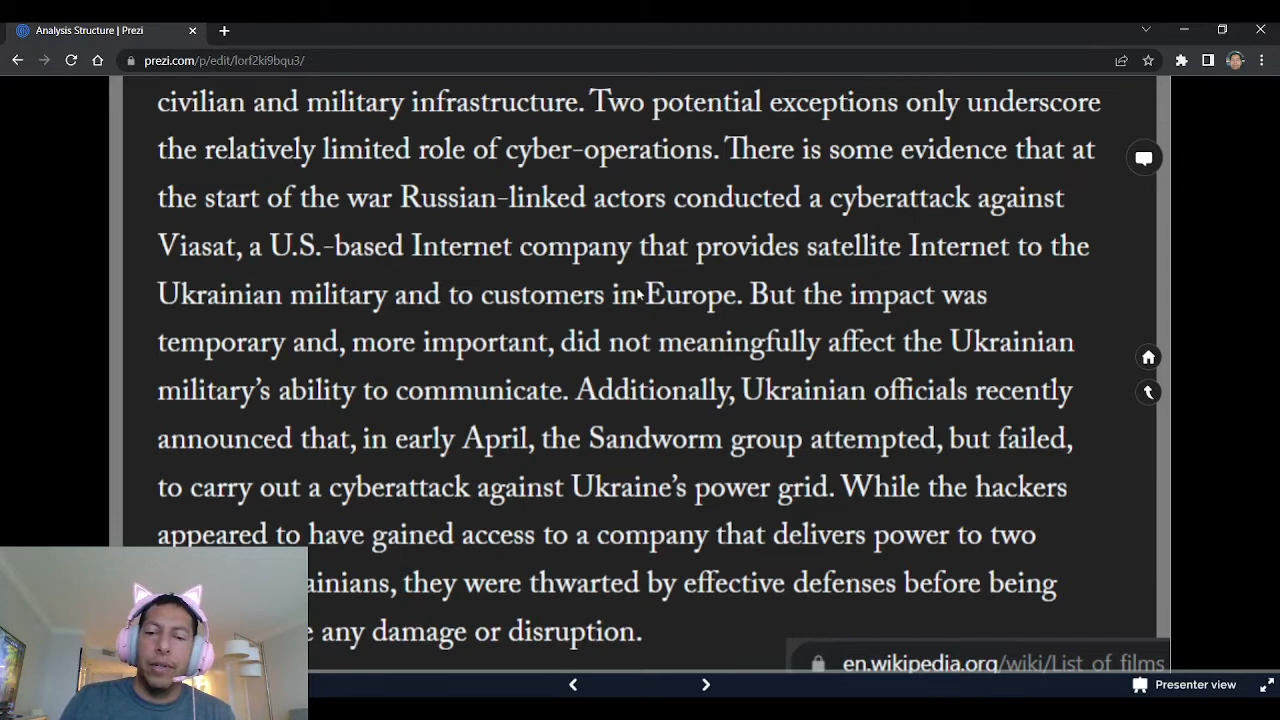 Analysis Structure | Prezi
prezi.com/p/edit/lorf2ki9bqu3/
civilian and military infrastructure. Two potential exceptions only underscore
the relatively limited role of cyber-operations. There is some evidence that at
the start of the war Russian-linked actors conducted a cyberattack against
Viasat, a U.S.-based Internet company that provides satellite Internet to the
Ukrainian military and to customers in Europe. But the impact was
temporary and, more important, did not meaningfully affect the Ukrainian
military’s ability to communicate. Additionally, Ukrainian officials recently
announced that, in early April, the Sandworm group attempted, but failed,
to carry out a cyberattack against Ukraine’s power grid. While the hackers
appeared to have gained access to a company that delivers power to two
ainians, they were thwarted by effective defenses before being
any damage or disruption.
en.wikipedia.org/wiki/List_of_films
Presenter view